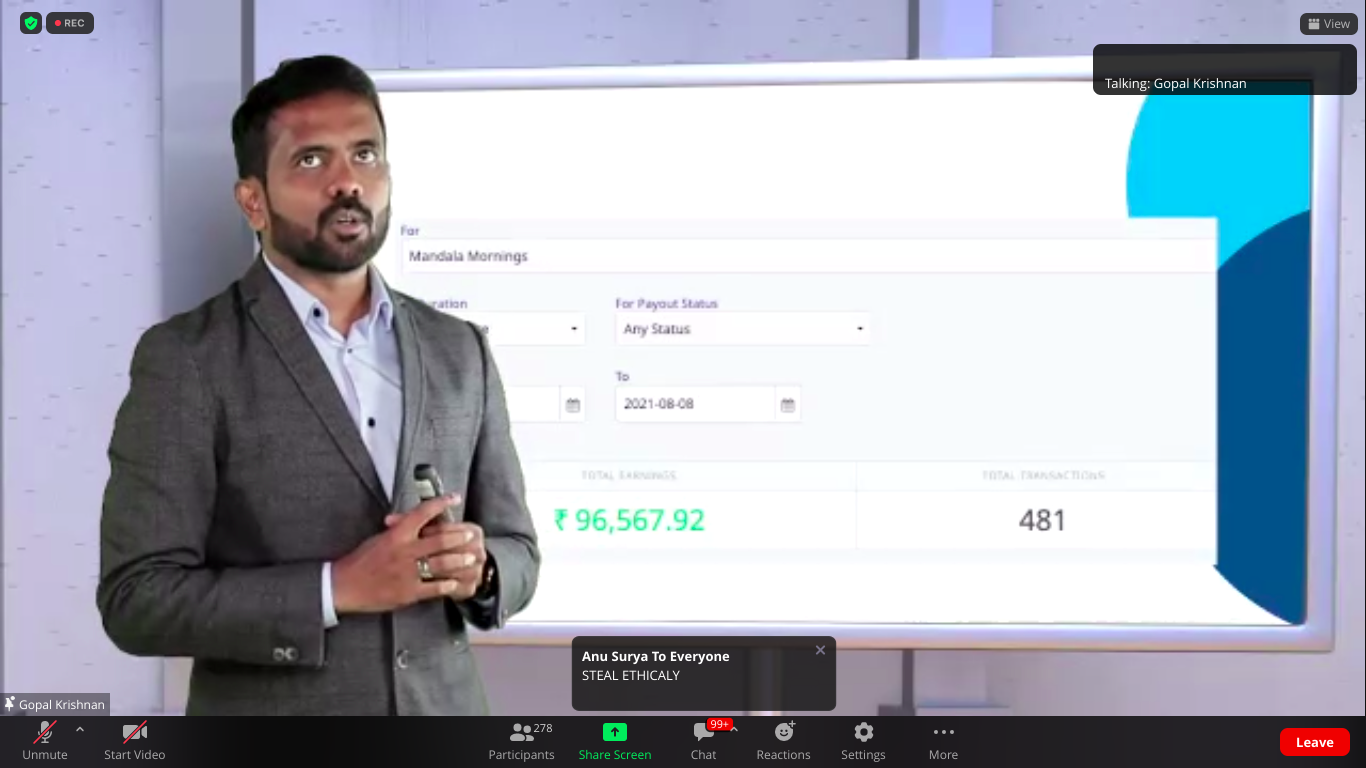 REC
View
Talking: Gopal Krishnan
For
Mandala Mornings
For Payout Status
Any Status
To
2021-08-08
TOTAL EARNINGS
TOTAL TRANSACTIONS
₹ 96,567.92
481
Anu Surya To Everyone
STEAL ETHICALY
Gopal Krishnan
Unmute
Start Video
278
Participants
Share Screen
99+
Chat
Reactions
Settings
More
Leave